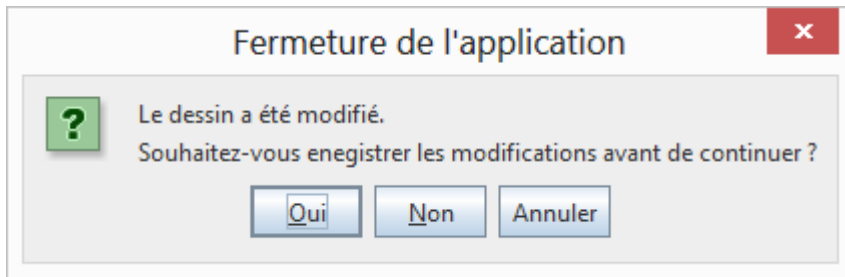 Fermeture de l'application
x
?
Le dessin a été modifié.
Souhaitez-vous enegistrer les modifications avant de continuer ?
Oui Non Annuler